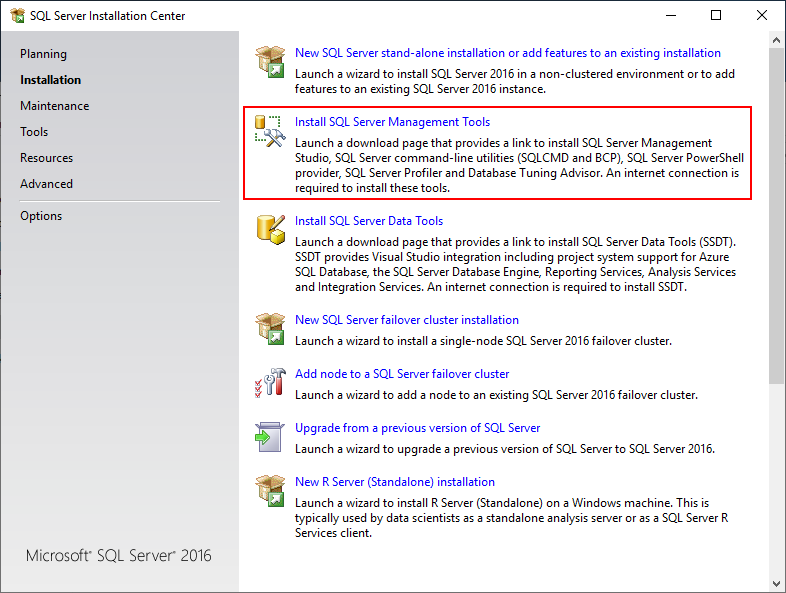 SQL Server Installation Center
Planning
Installation
Maintenance
Tools
Resources
Advanced
Options
Microsoft® SQL Server® 2016
New SQL Server stand-alone installation or add features to an existing installation
Launch a wizard to install SQL Server 2016 in a non-clustered environment or to add
features to an existing SQL Server 2016 instance.
Install SQL Server Management Tools
Launch a download page that provides a link to install SQL Server Management
Studio, SQL Server command-line utilities (SQLCMD and BCP), SQL Server PowerShell
provider, SQL Server Profiler and Database Tuning Advisor. An internet connection is
required to install these tools.
Install SQL Server Data Tools
Launch a download page that provides a link to install SQL Server Data Tools (SSDT).
SSDT provides Visual Studio integration including project system support for Azure
SQL Database, the SQL Server Database Engine, Reporting Services, Analysis Services
and Integration Services. An internet connection is required to install SSDT.
New SQL Server failover cluster installation
Launch a wizard to install a single-node SQL Server 2016 failover cluster.
Add node to a SQL Server failover cluster
Launch a wizard to add a node to an existing SQL Server 2016 failover cluster.
Upgrade from a previous version of SQL Server
Launch a wizard to upgrade a previous version of SQL Server to SQL Server 2016.
New R Server (Standalone) installation
Launch a wizard to install R Server (Standalone) on a Windows machine. This is
typically used by data scientists as a standalone analysis server or as a SQL Server R
Services client.